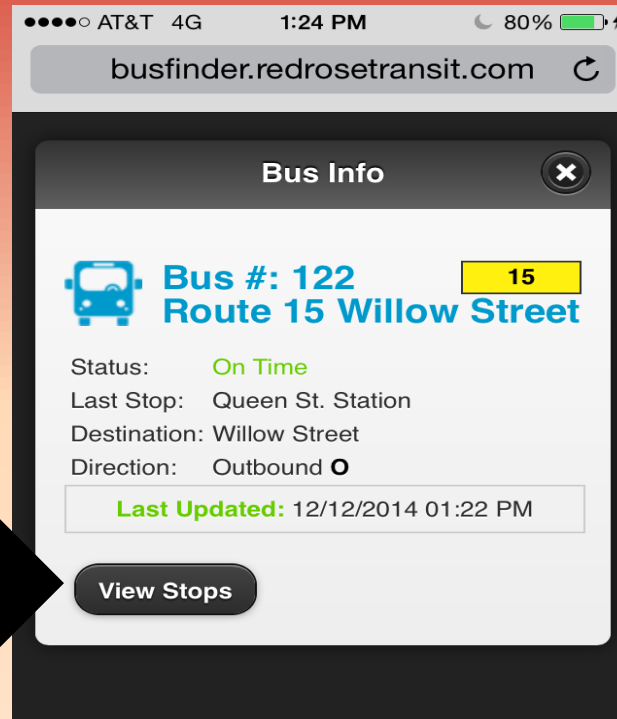 AT&T 4G 1:24 PM 80%
busfinder.redrosetransit.com
Bus Info
Bus #: 122 15
Route 15 Willow Street
Status: On Time
Last Stop: Queen St. Station
Destination: Willow Street
Direction: Outbound O
Last Updated: 12/12/2014 01:22 PM
View Stops